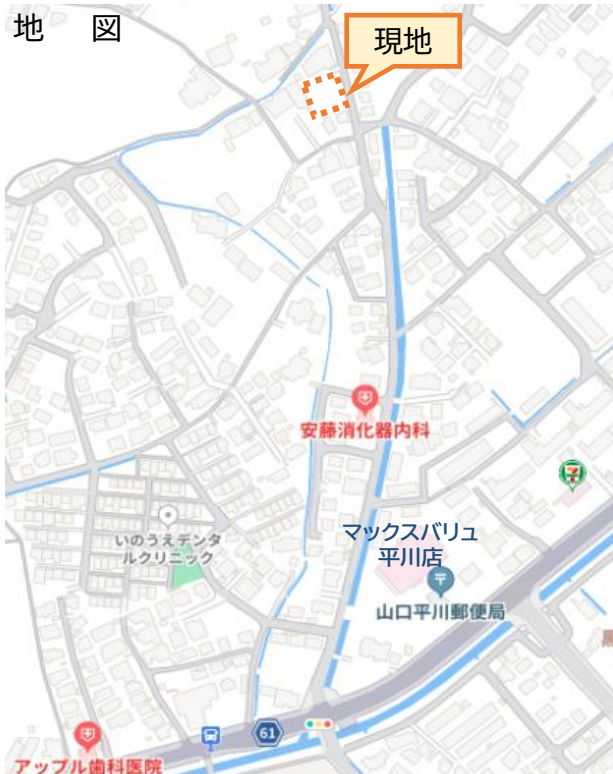 地 図
現地
安藤消化器内科
7
マックスバリュ
平川店
いのうえデンタ
ルクリニック
〒
山口平川郵便局
61
アップル歯科医院